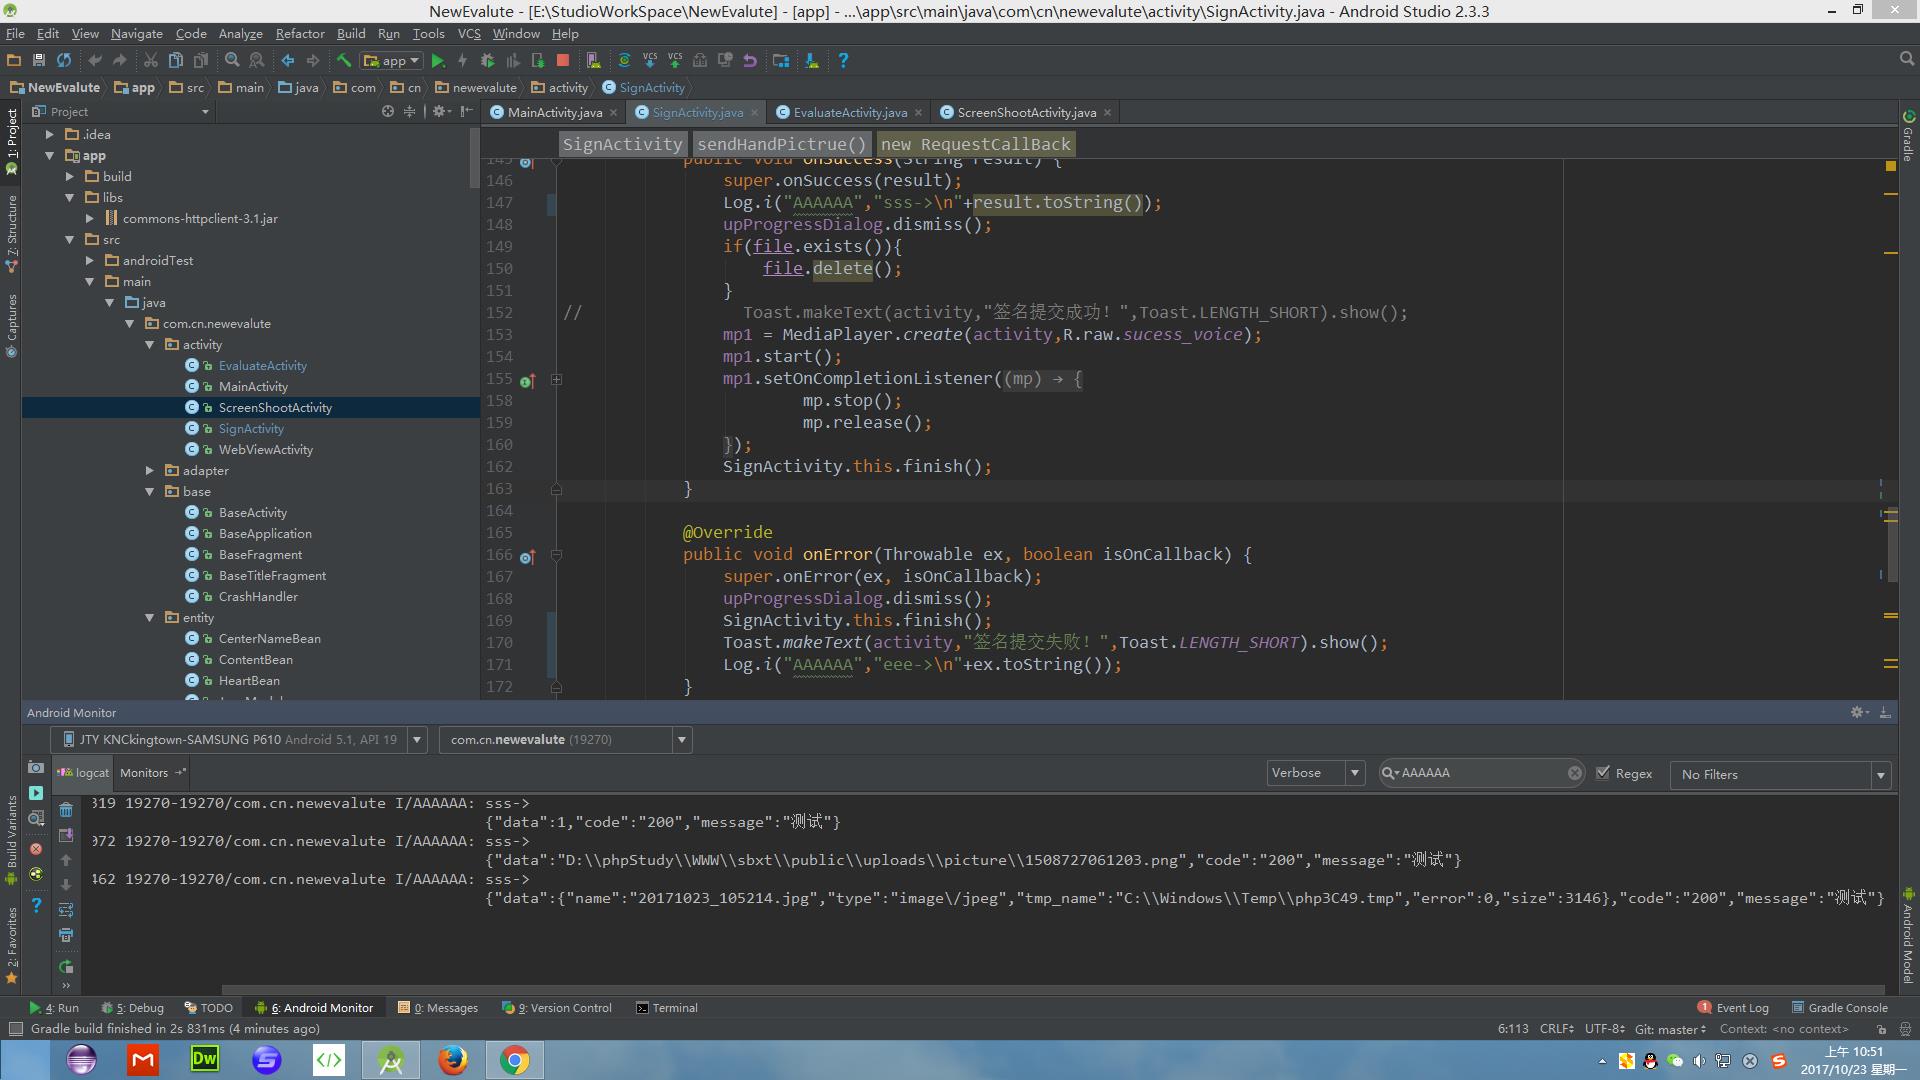 NewEvalute - [E:\StudioWorkSpace\NewEvalute] - [app] - ...\app\src\main\java\com\cn\newevalute\activity\SignActivity.java - Android Studio 2.3.3
File Edit View Navigate Code Analyze Refactor Build Run Tools VCS Window Help
app
NewEvalute app src main java com cn newevalute activity SignActivity
Project
MainActivity.java SignActivity.java EvaluateActivity.java ScreenShootActivity.java
SignActivity sendHandPictrue() new RequestCallBack
1: Project
7: Structure
Captures
Build Variants
2: Favorites
.idea
app
build
libs
commons-httpclient-3.1.jar
src
androidTest
main
java
com.cn.newevalute
activity
EvaluateActivity
MainActivity
ScreenShootActivity
SignActivity
WebViewActivity
adapter
base
BaseActivity
BaseApplication
BaseFragment
BaseTitleFragment
CrashHandler
entity
CenterNameBean
ContentBean
HeartBean
145 public void onSuccess(String result) {
146 super.onSuccess(result);
147 Log.i("AAAAAA","sss->\n"+result.toString());
148 upProgressDialog.dismiss();
149 if(file.exists()){
150 file.delete();
151 }
152 // Toast.makeText(activity,"签名提交成功！",Toast.LENGTH_SHORT).show();
153 mp1 = MediaPlayer.create(activity,R.raw.sucess_voice);
154 mp1.start();
155 mp1.setOnCompletionListener((mp) → {
158 mp.stop();
159 mp.release();
160 });
162 SignActivity.this.finish();
163 }
164
165 @Override
166 public void onError(Throwable ex, boolean isOnCallback) {
167 super.onError(ex, isOnCallback);
168 upProgressDialog.dismiss();
169 SignActivity.this.finish();
170 Toast.makeText(activity,"签名提交失败！",Toast.LENGTH_SHORT).show();
171 Log.i("AAAAAA","eee->\n"+ex.toString());
172 }
Gradle
Android Model
Android Monitor
JTY KNCkingtown-SAMSUNG P610 Android 5.1, API 19 com.cn.newevalute (19270)
logcat Monitors Verbose AAAAAA Regex No Filters
319 19270-19270/com.cn.newevalute I/AAAAAA: sss->
{"data":1,"code":"200","message":"测试"}
972 19270-19270/com.cn.newevalute I/AAAAAA: sss->
{"data":"D:\\phpStudy\\WWW\\sbxt\\public\\uploads\\picture\\1508727061203.png","code":"200","message":"测试"}
462 19270-19270/com.cn.newevalute I/AAAAAA: sss->
{"data":{"name":"20171023_105214.jpg","type":"image\/jpeg","tmp_name":"C:\\Windows\\Temp\\php3C49.tmp","error":0,"size":3146},"code":"200","message":"测试"}
4: Run 5: Debug TODO 6: Android Monitor 0: Messages 9: Version Control Terminal 1 Event Log Gradle Console
Gradle build finished in 2s 831ms (4 minutes ago) 6:113 CRLF UTF-8 Git: master Context: <no context>
Dw
上午 10:51
2017/10/23 星期一